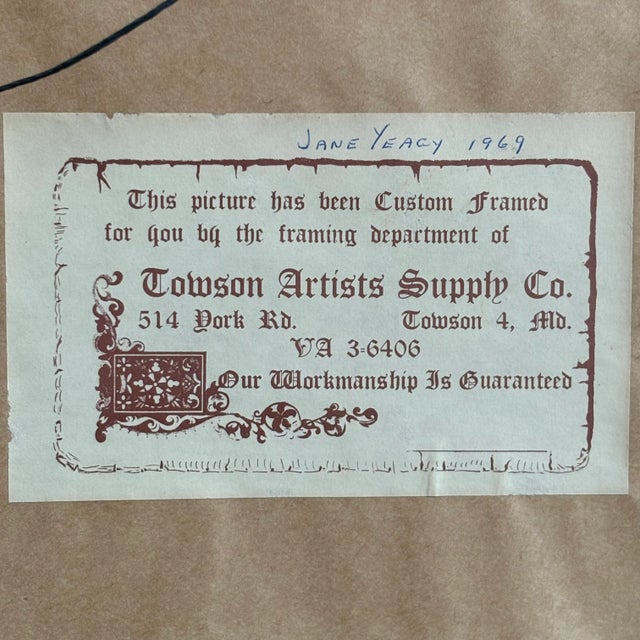 JANE YEAGY 1969
This picture has been Custom Framed
for you by the framing department of
Towson Artists Supply Co.
514 York Rd. Towson 4, Md.
VA 3-6406
Our Workmanship Is Guaranteed